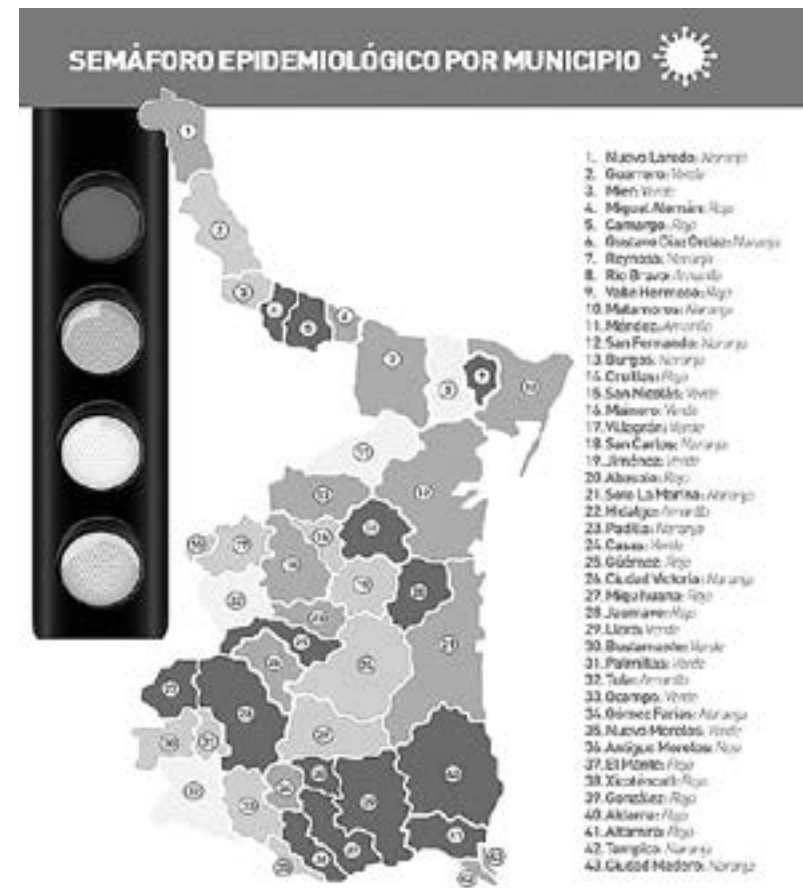 SEMÁFORO EPIDEMIOLÓGICO POR MUNICIPIO
1. Nuevo Laredo: Naranja
2. Guerrero: Verde
3. Mier: Verde
4. Miguel Alemán: Rojo
5. Camargo: Rojo
6. Gustavo Díaz Ordaz: Naranja
7. Reynosa: Naranja
8. Río Bravo: Amarillo
9. Valle Hermoso: Rojo
10. Matamoros: Naranja
11. Méndez: Amarillo
12. San Fernando: Naranja
13. Burgos: Naranja
14. Cruillas: Rojo
15. San Nicolás: Verde
16. Mainero: Verde
17. Villagrán: Verde
18. San Carlos: Naranja
19. Jiménez: Verde
20. Abasolo: Rojo
21. Soto La Marina: Naranja
22. Hidalgo: Amarillo
23. Padilla: Naranja
24. Casas: Verde
25. Güémez: Rojo
26. Ciudad Victoria: Naranja
27. Miquihuana: Rojo
28. Jaumave: Rojo
29. Llera: Verde
30. Bustamante: Verde
31. Palmillas: Verde
32. Tula: Amarillo
33. Ocampo: Verde
34. Gómez Farías: Naranja
35. Nuevo Morelos: Verde
36. Antiguo Morelos: Rojo
37. El Mante: Rojo
38. Xicoténcatl: Rojo
39. González: Rojo
40. Aldama: Rojo
41. Altamira: Rojo
42. Tampico: Naranja
43. Ciudad Madero: Naranja